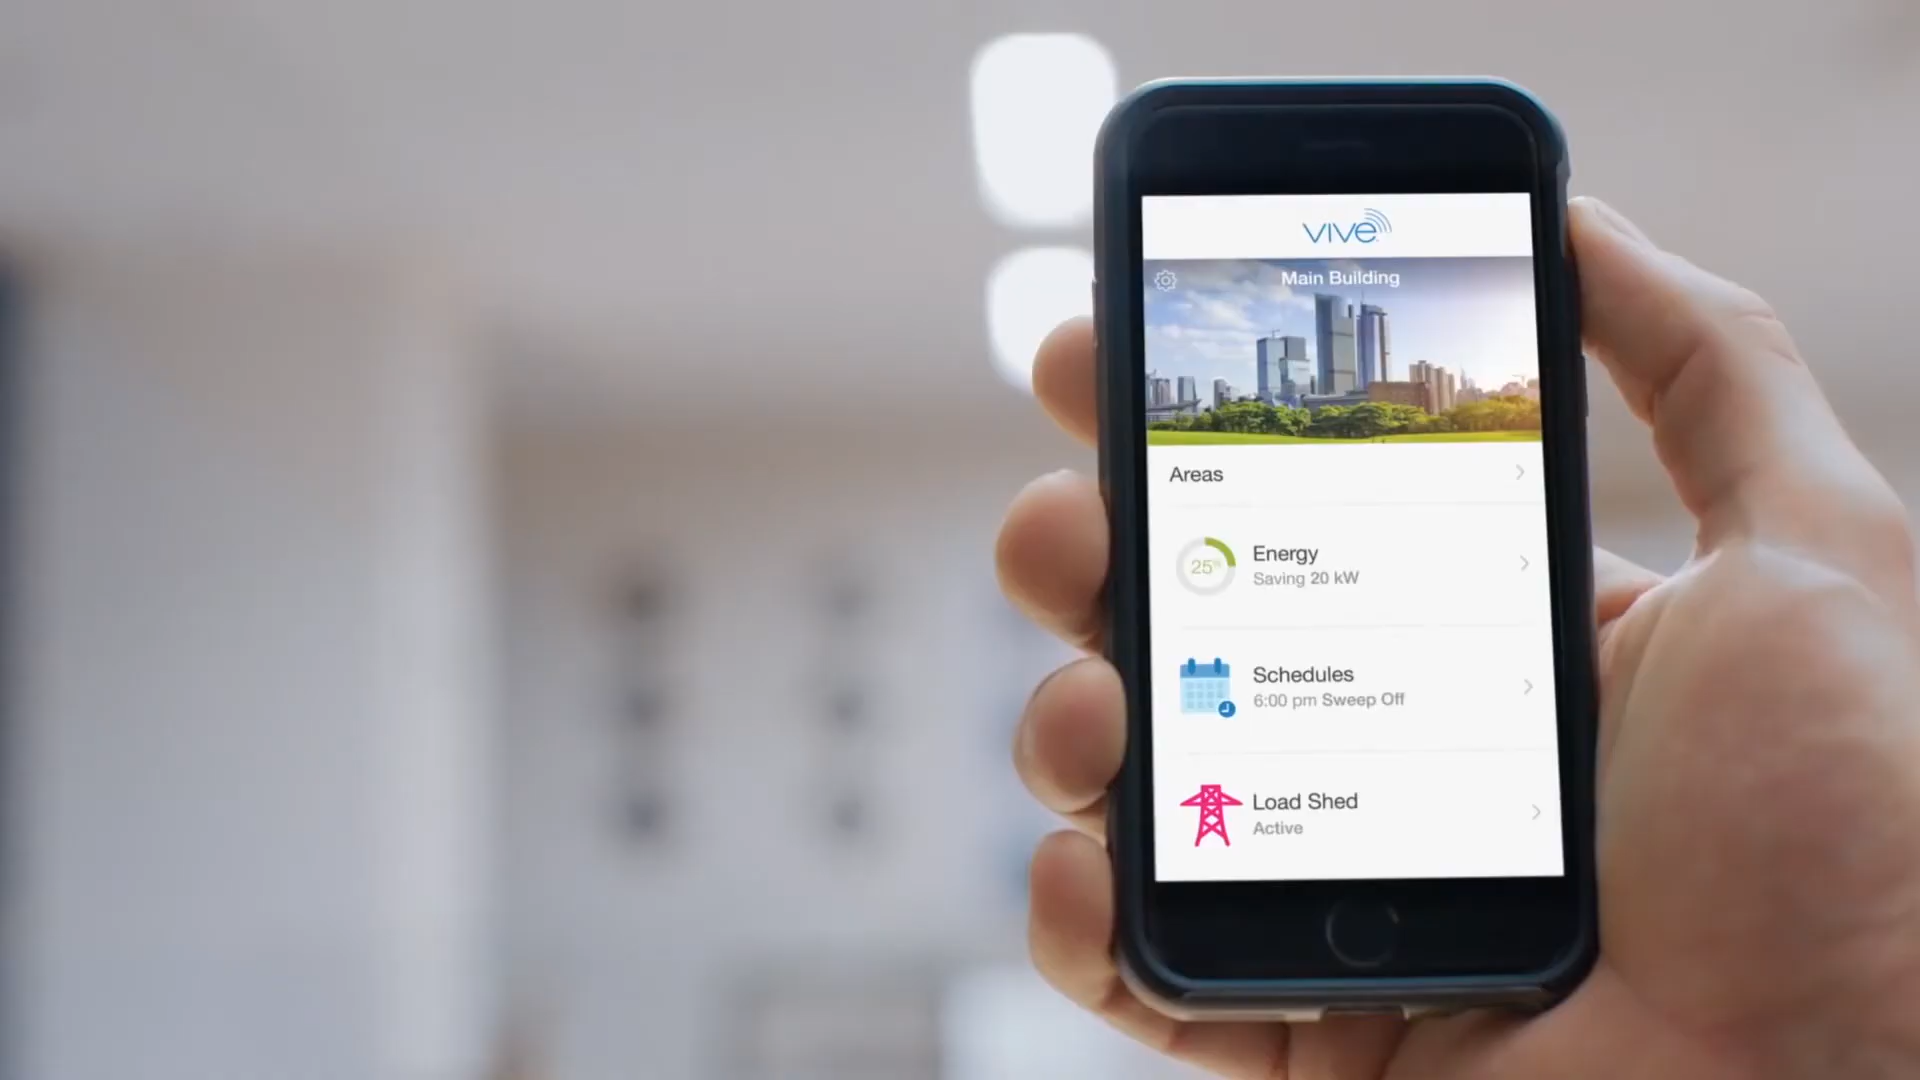 vive
Main Building
Areas
25%
Energy
Saving 20 kW
Schedules
6:00 pm Sweep Off
Load Shed
Active